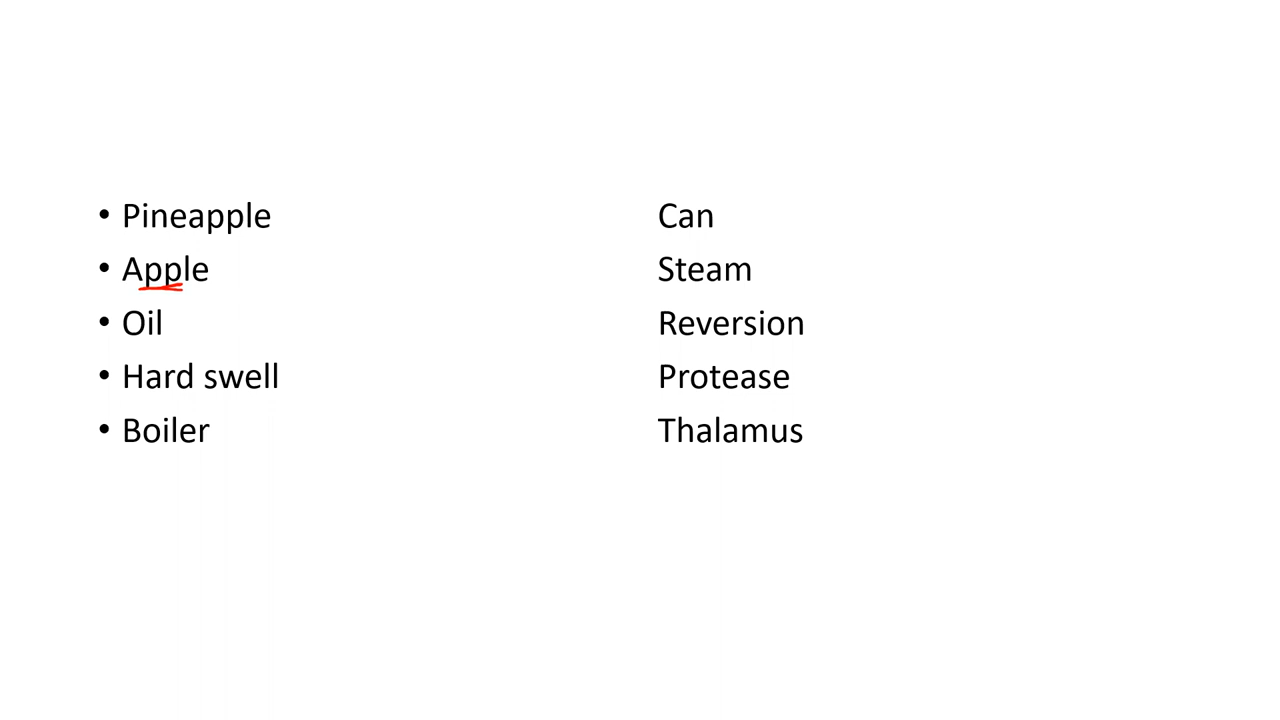 • Pineapple Can
• Apple Steam
• Oil Reversion
• Hard swell Protease
• Boiler Thalamus